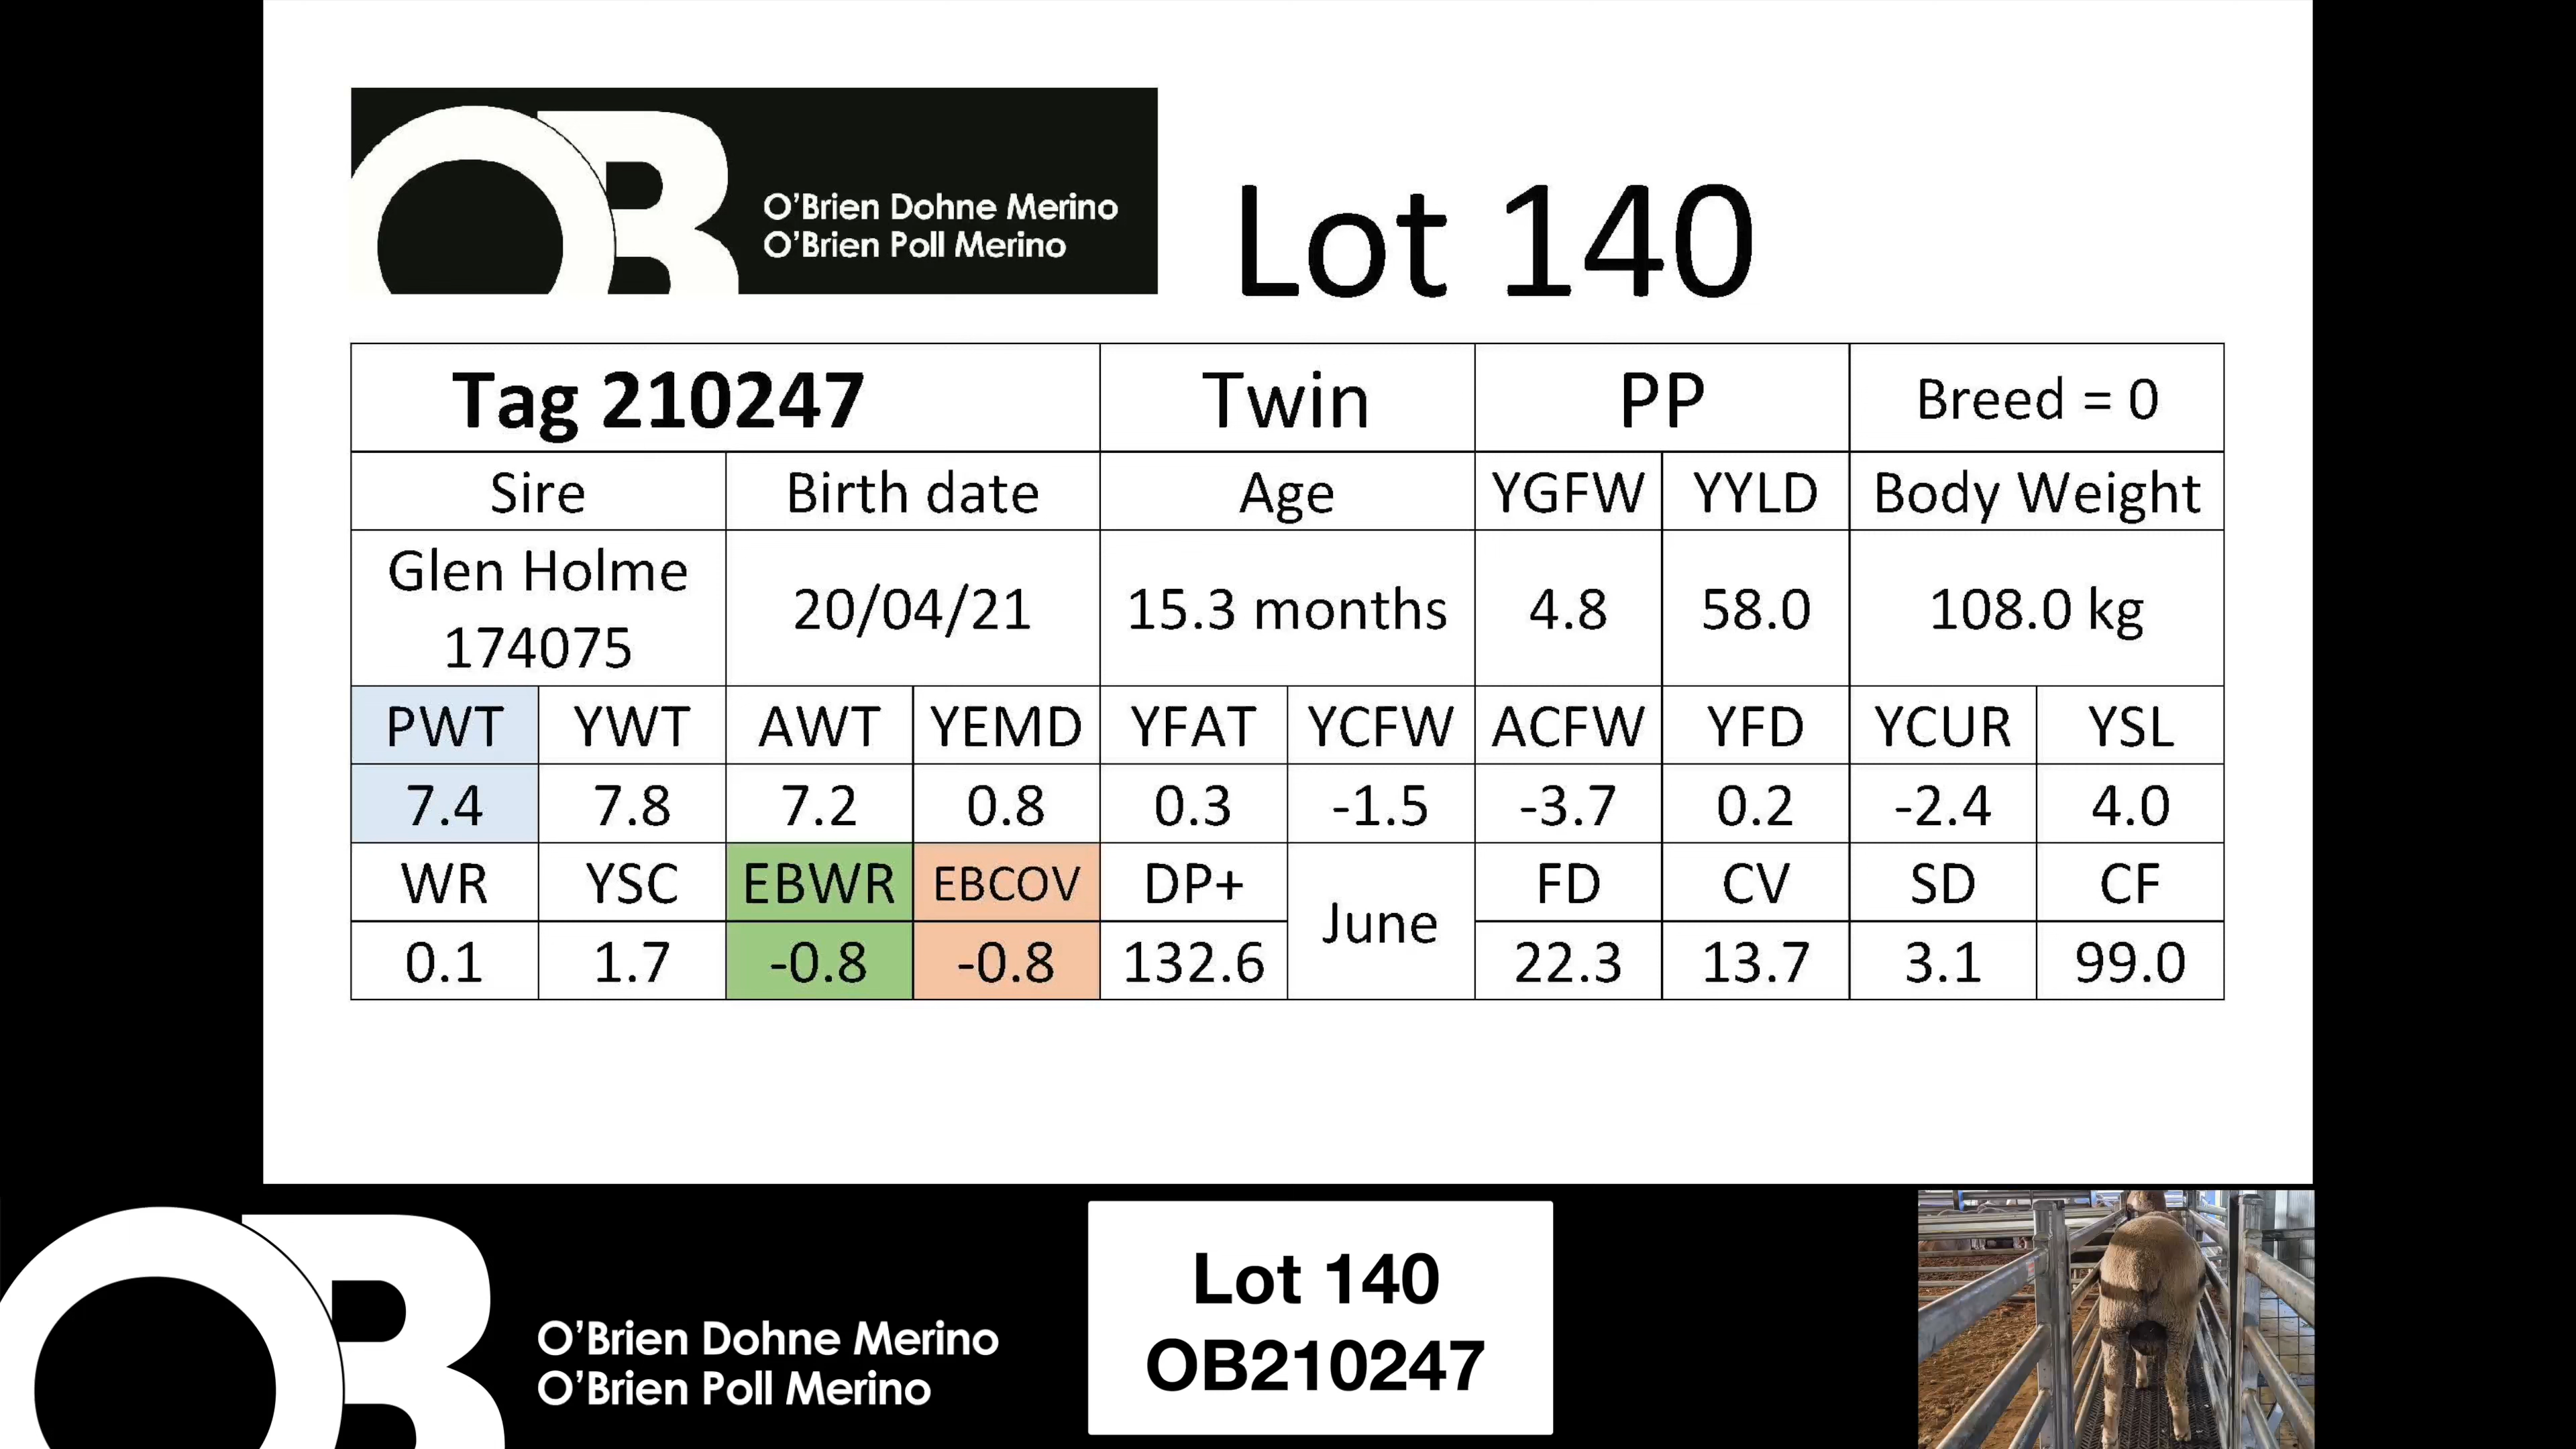 OB
O'Brien Dohne Merino
O'Brien Poll Merino
Lot 140
Tag 210247 Twin PP Breed = 0
Sire Birth date Age YGFW YYLD Body Weight
Glen Holme
174075 20/04/21 15.3 months 4.8 58.0 108.0 kg
PWT YWT AWT YEMD YFAT YCFW ACFW YFD YCUR YSL
7.4 7.8 7.2 0.8 0.3 -1.5 -3.7 0.2 -2.4 4.0
WR YSC EBWR EBCOV DP+ June FD CV SD CF
0.1 1.7 -0.8 -0.8 132.6 22.3 13.7 3.1 99.0
OB
O'Brien Dohne Merino
O'Brien Poll Merino
Lot 140
OB210247